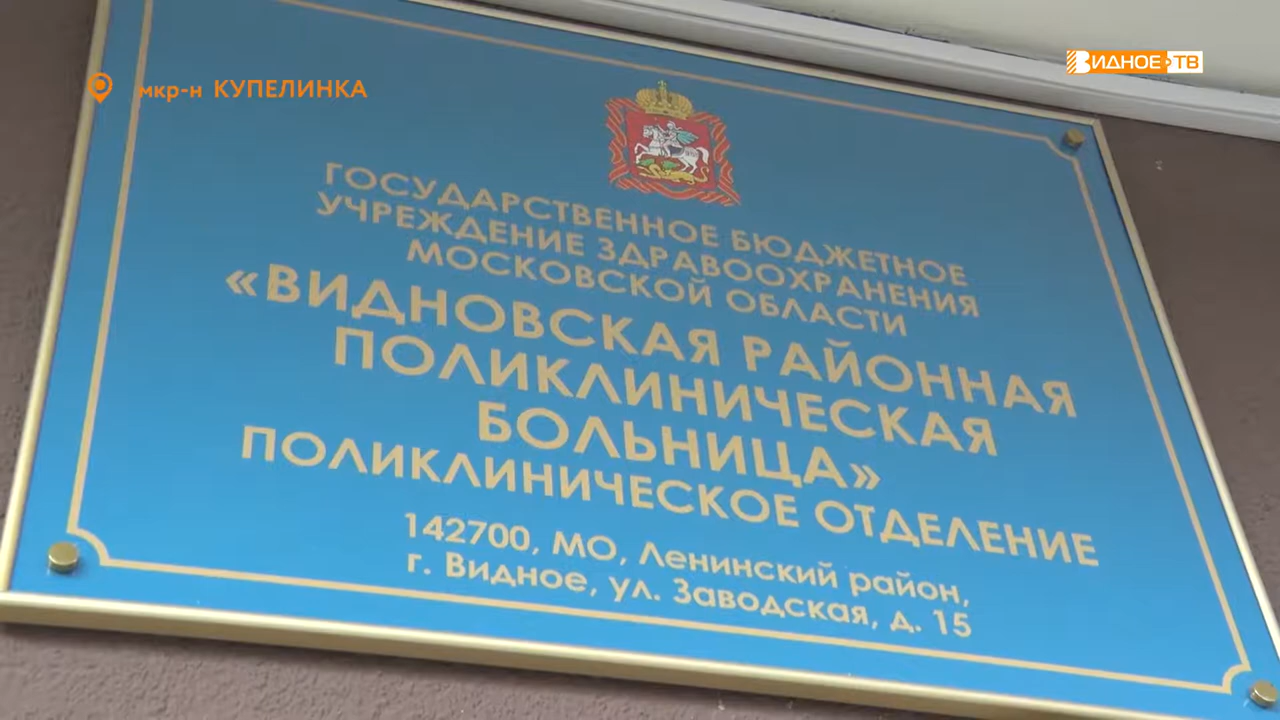 мкр-н КУПЕЛИНКА
ВИДНОЕ ТВ
ГОСУДАРСТВЕННОЕ БЮДЖЕТНОЕ
УЧРЕЖДЕНИЕ ЗДРАВООХРАНЕНИЯ
МОСКОВСКОЙ ОБЛАСТИ
«ВИДНОВСКАЯ РАЙОННАЯ
ПОЛИКЛИНИЧЕСКАЯ
БОЛЬНИЦА»
ПОЛИКЛИНИЧЕСКОЕ ОТДЕЛЕНИЕ
142700, МО, Ленинский район,
г. Видное, ул. Заводская, д. 15